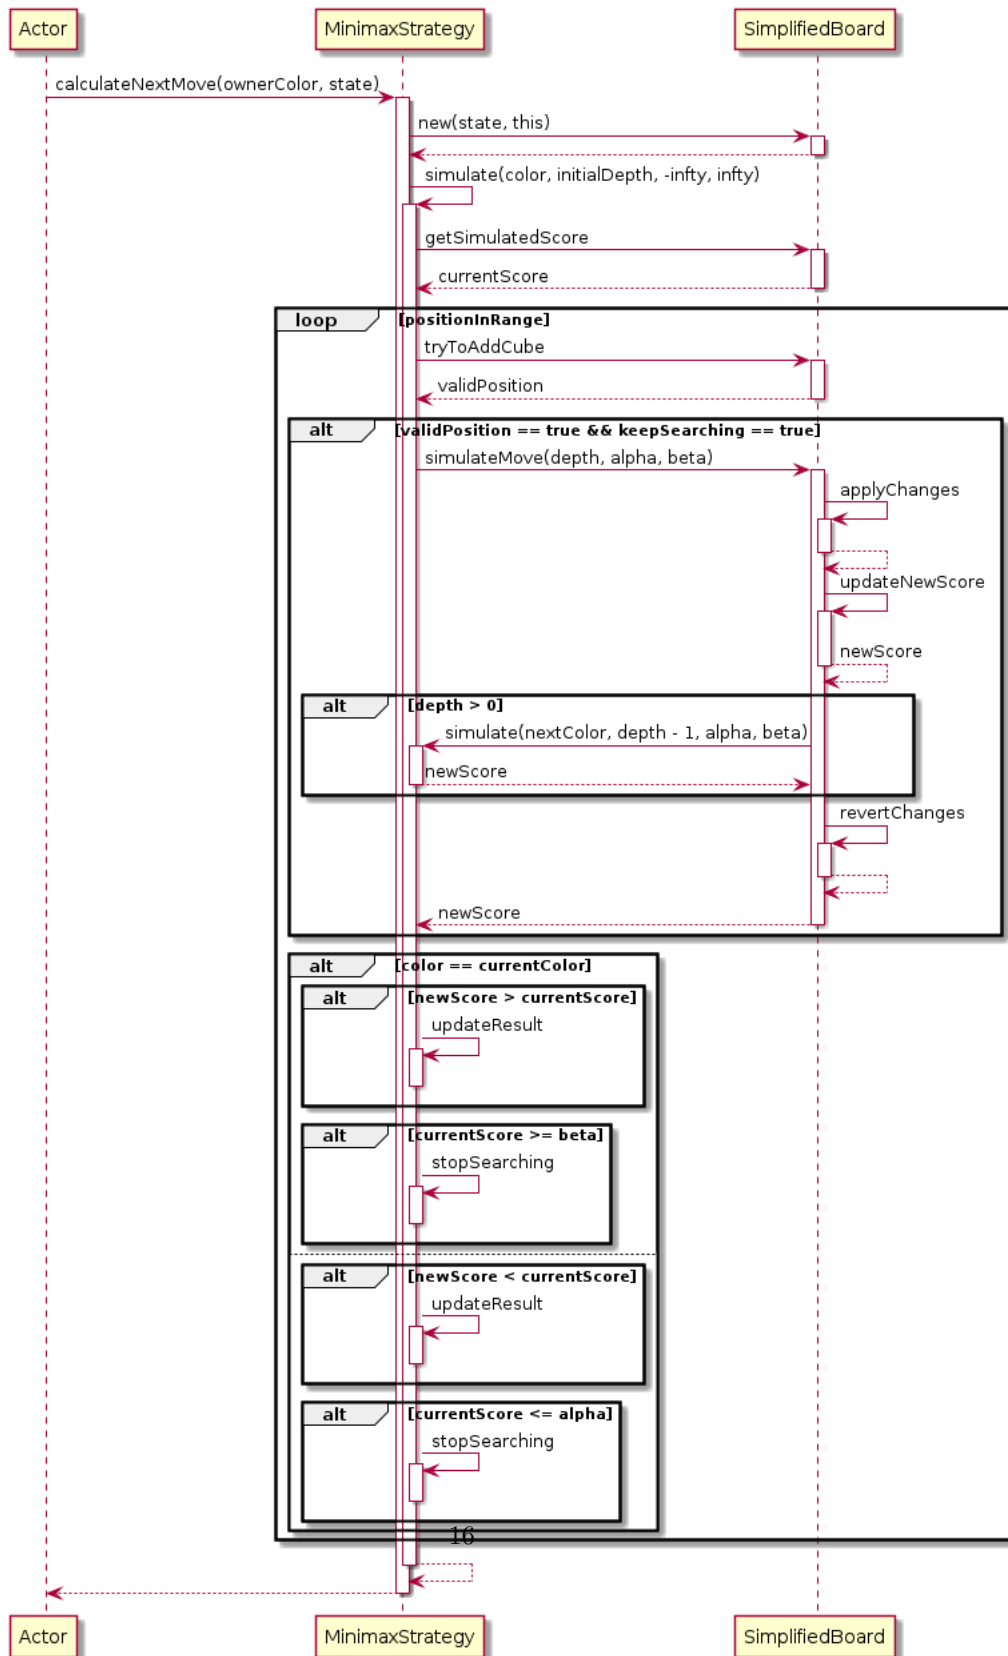 Actor MinimaxStrategy SimplifiedBoard
calculateNextMove(ownerColor, state)
new(state, this)
simulate(color, initialDepth, -infty, infty)
getSimulatedScore
currentScore
loop [positionInRange]
tryToAddCube
validPosition
alt [validPosition == true && keepSearching == true]
simulateMove(depth, alpha, beta)
applyChanges
updateNewScore
newScore
alt [depth > 0]
simulate(nextColor, depth - 1, alpha, beta)
newScore
revertChanges
newScore
alt [color == currentColor]
alt [newScore > currentScore]
updateResult
alt [currentScore >= beta]
stopSearching
alt [newScore < currentScore]
updateResult
alt [currentScore <= alpha]
stopSearching
16
Actor MinimaxStrategy SimplifiedBoard